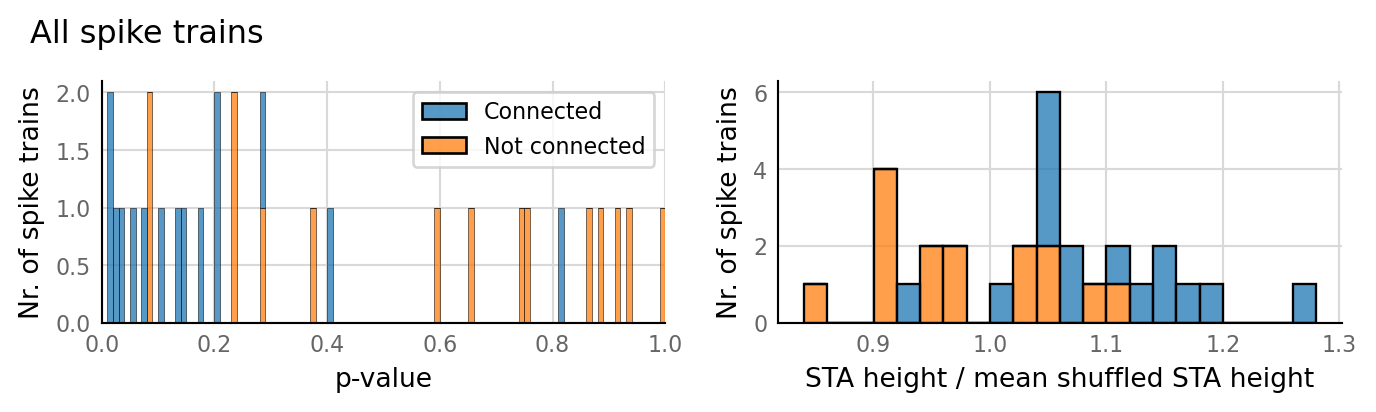 All spike trains
Nr. of spike trains
2.0
1.5
1.0
0.5
0.0
0.0 0.2 0.4 0.6 0.8 1.0
p-value
Connected
Not connected
Nr. of spike trains
6
4
2
0
0.9 1.0 1.1 1.2 1.3
STA height / mean shuffled STA height